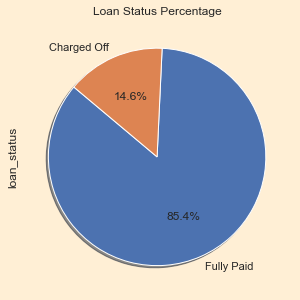 Loan Status Percentage
Charged Off
14.6%
loan_status
85.4%
Fully Paid